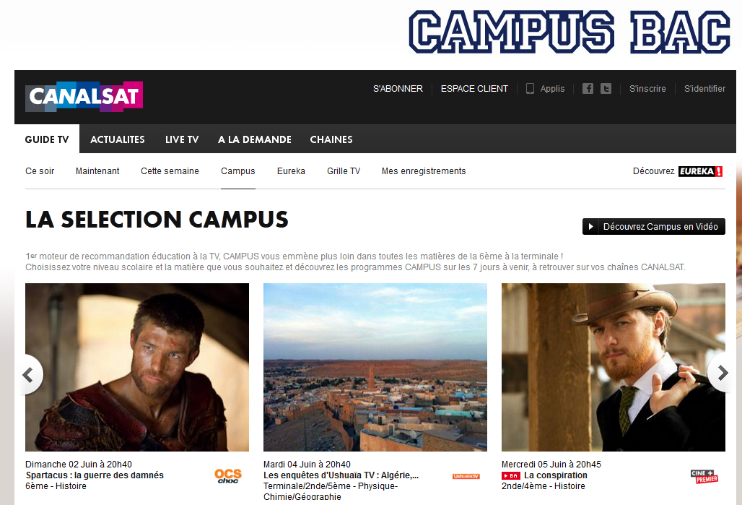 CAMPUS BAC
CANALSAT
S'ABONNER ESPACE CLIENT Applis S'inscrire S'identifier
GUIDE TV ACTUALITES LIVE TV A LA DEMANDE CHAINES
Ce soir Maintenant Cette semaine Campus Eureka Grille TV Mes enregistrements Découvrez EUREKA!
LA SELECTION CAMPUS
Découvrez Campus en Vidéo
1er moteur de recommandation éducation à la TV, CAMPUS vous emmène plus loin dans toutes les matières de la 6ème à la terminale !
Choisissez votre niveau scolaire et la matière que vous souhaitez et découvrez les programmes CAMPUS sur les 7 jours à venir, à retrouver sur vos chaînes CANALSAT.
Dimanche 02 Juin à 20h40
Spartacus : la guerre des damnés
6ème - Histoire
OCS
choc
Mardi 04 Juin à 20h40
Les enquêtes d'Ushuaïa TV : Algérie,...
Terminale/2nde/5ème - Physique-
Chimie/Géographie
Mercredi 05 Juin à 20h45
La conspiration
2nde/4ème - Histoire
CINE+
PREMIER